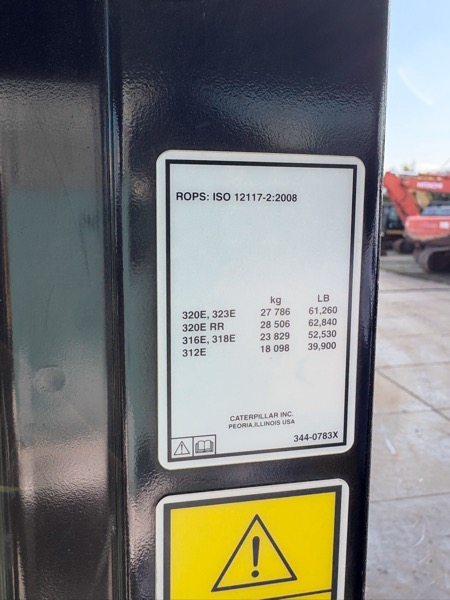 ROPS: ISO 12117-2:2008
kg LB
320E, 323E 27 786 61,260
320E RR 28 506 62,840
316E, 318E 23 829 52,530
312E 18 098 39,900
CATERPILLAR INC.
PEORIA,ILLINOIS USA
344-0783X
HITACHI